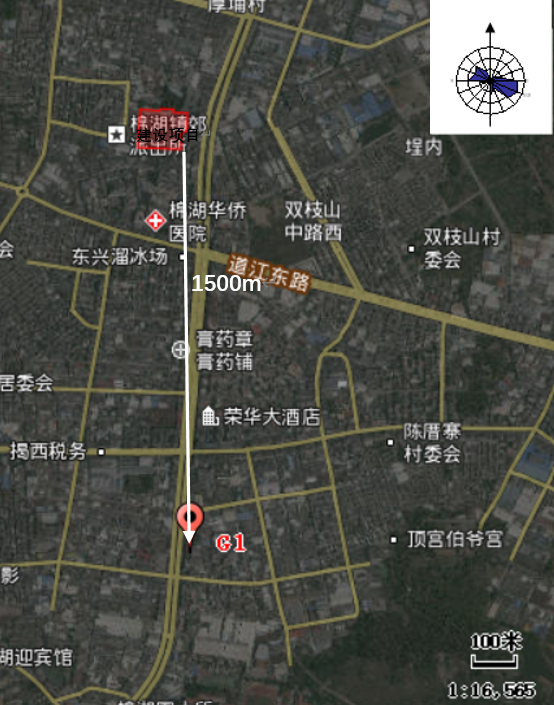 厚埔村
棉湖镇郊
派出所
建设项目
埕内
棉湖华侨
医院
双枝山
中路西
双枝山村
委会
会
东兴溜冰场
道江东路
1500m
膏药章
膏药铺
居委会
荣华大酒店
揭西税务
陈厝寨
村委会
G1
顶宫伯爷宫
影
湖迎宾馆
100米
1:16,565